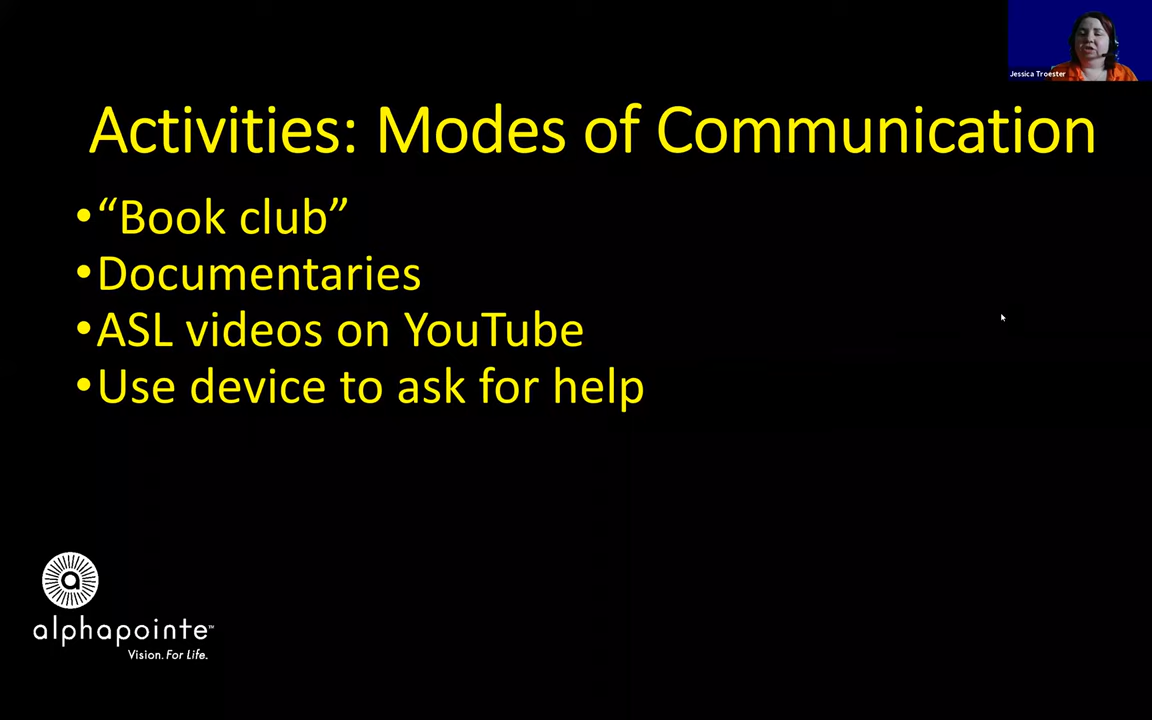 Jessica Troester
Activities: Modes of Communication
•“Book club”
•Documentaries
•ASL videos on YouTube
•Use device to ask for help
a
alphapointe™
Vision. For Life.